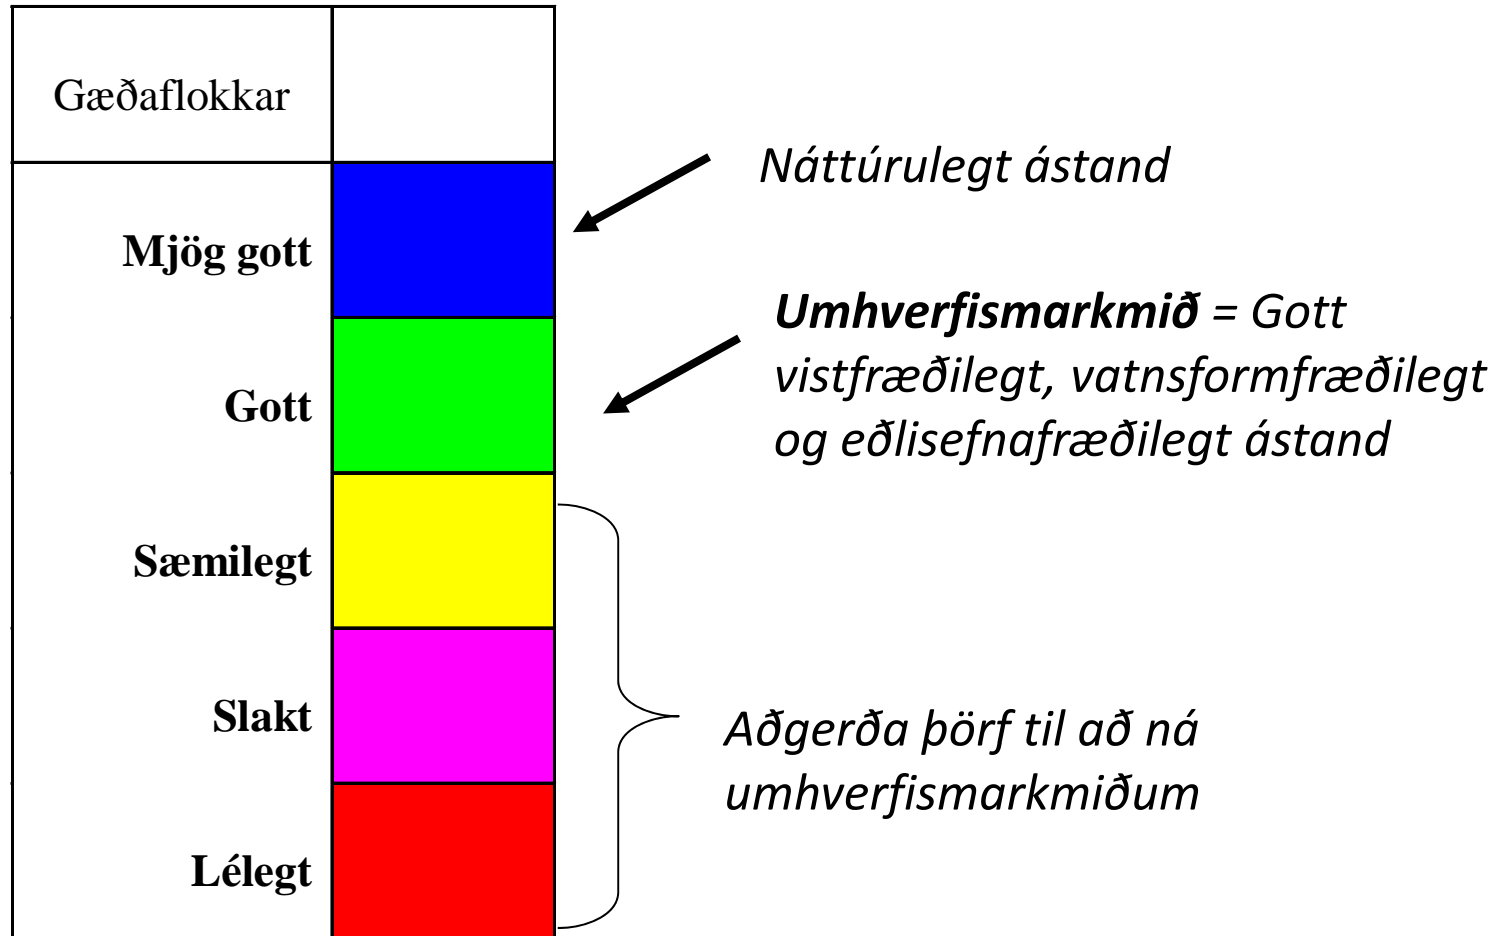 Gæðaflokkar
Mjög gott
Náttúrulegt ástand
Gott
Umhverfismarkmið = Gott
vistfræðilegt, vatnsformfræðilegt
og eðlisefnafræðilegt ástand
Sæmilegt
Slakt
Aðgerða þörf til að ná
umhverfismarkmiðum
Lélegt